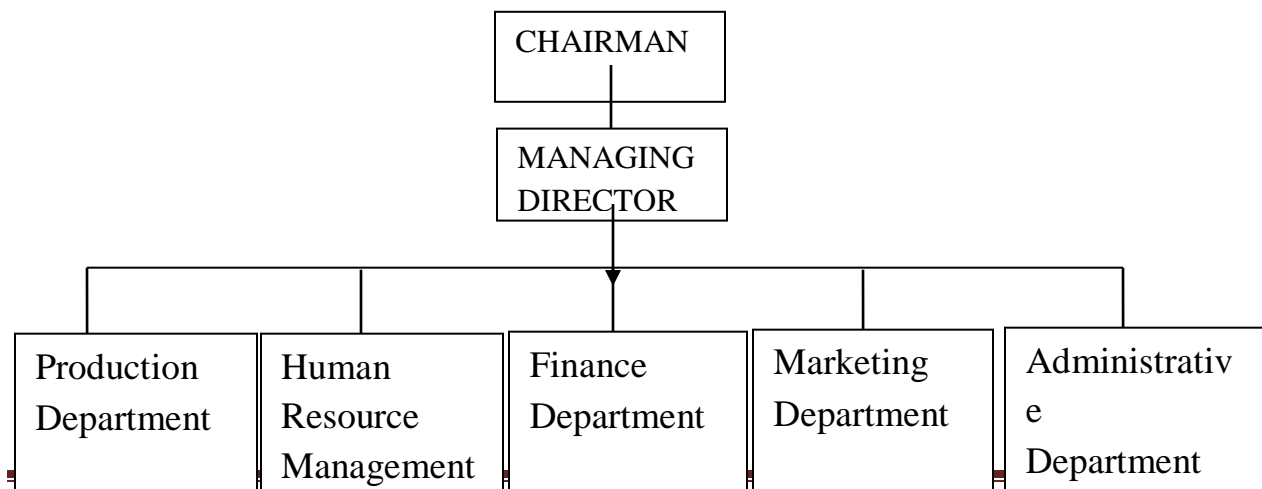 CHAIRMAN
MANAGING
DIRECTOR
Production
Department
Human
Resource
Management
Finance
Department
Marketing
Department
Administrativ
e
Department